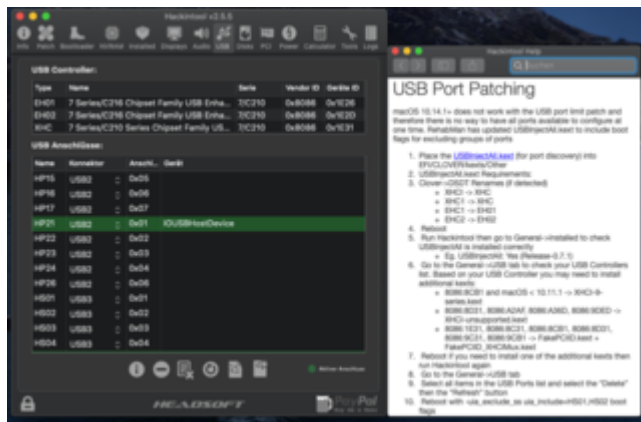 Hackintool v2.5.5
Info Patch Bootloader NVRAM Installed Displays Audio USB Disks PCI Power Calculator Tools Logs
USB Controller:
Type Name Serie Vendor ID Geräte ID
EH01 7 Series/C216 Chipset Family USB Enha... 7/C210 0x8086 0x1E26
EH02 7 Series/C216 Chipset Family USB Enha... 7/C210 0x8086 0x1E2D
XHC 7 Series/C210 Series Chipset Family US... 7/C210 0x8086 0x1E31
USB Anschlüsse:
Name Konnektor Anschl... Gerät
HP15 USB2 0x05
HP16 USB2 0x06
HP17 USB2 0x07
HP21 USB2 0x01 IOUSBHostDevice
HP22 USB2 0x02
HP23 USB2 0x03
HP24 USB2 0x04
HP26 USB2 0x06
HS01 USB3 0x01
HS02 USB3 0x02
HS03 USB3 0x03
HS04 USB3 0x04
Aktiver Anschluss
HEADSOFT
PayPal
Hackintool Help
Suchen
USB Port Patching
macOS 10.14.1+ does not work with the USB port limit patch and
therefore there is no way to have all ports available to configure at
one time. RehabMan has updated USBInjectAll.kext to include boot
flags for excluding groups of ports
1. Place the USBInjectAll.kext (for port discovery) into
EFI/CLOVER/kexts/Other
2. USBInjectAll.kext Requirements:
3. Clover->DSDT Renames (if detected)
XHCI -> XHC
XHC1 -> XHC
EHC1 -> EH01
EHC2 -> EH02
4. Reboot
5. Run Hackintool then go to General->Installed to check
USBInjectAll is installed correctly
Eg. USBInjectAll: Yes (Release-0.7.1)
6. Go to the General->USB tab to check your USB Controllers
list. Based on your USB Controller you may need to install
additional kexts:
8086:8CB1 and macOS < 10.11.1 -> XHCI-9-
series.kext
8086:8D31, 8086:A2AF, 8086:A36D, 8086:9DED ->
XHCI-unsupported.kext
8086:1E31, 8086:8C31, 8086:8CB1, 8086:8D31,
8086:9C31, 8086:9CB1 -> FakePCIID.kext +
FakePCIID_XHCIMux.kext
7. Reboot if you need to install one of the additional kexts then
run Hackintool again
8. Go to the General->USB tab
9. Select all items in the USB Ports list and select the "Delete"
then the "Refresh" button
10. Reboot with -uia_exclude_ss uia_include=HS01,HS02 boot
flags